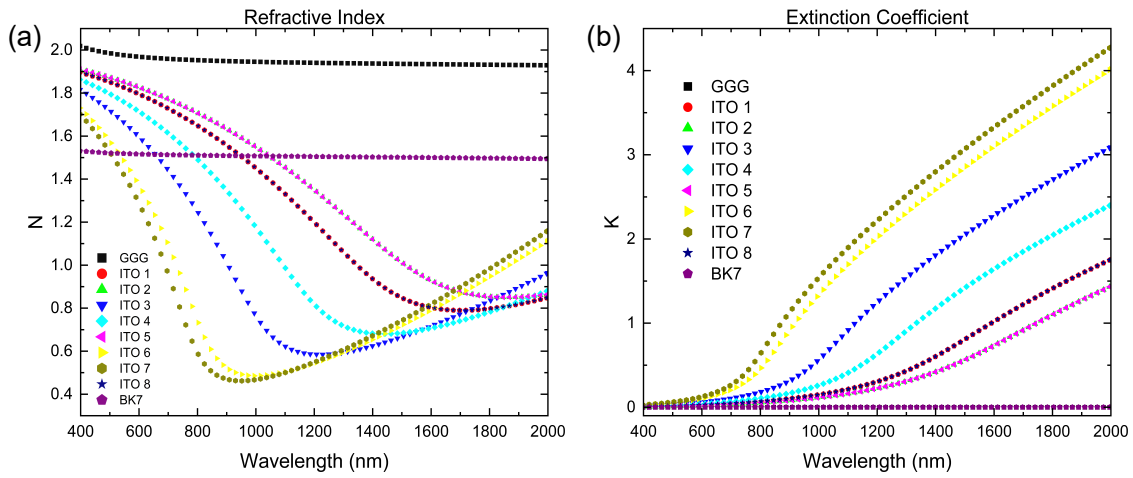 Refractive Index
(a)
N
2.0
1.8
1.6
1.4
1.2
1.0
0.8
0.6
0.4
GGG
ITO 1
ITO 2
ITO 3
ITO 4
ITO 5
ITO 6
ITO 7
ITO 8
BK7
400 600 800 1000 1200 1400 1600 1800 2000
Wavelength (nm)
Extinction Coefficient
(b)
K
4
3
2
1
0
GGG
ITO 1
ITO 2
ITO 3
ITO 4
ITO 5
ITO 6
ITO 7
ITO 8
BK7
400 600 800 1000 1200 1400 1600 1800 2000
Wavelength (nm)